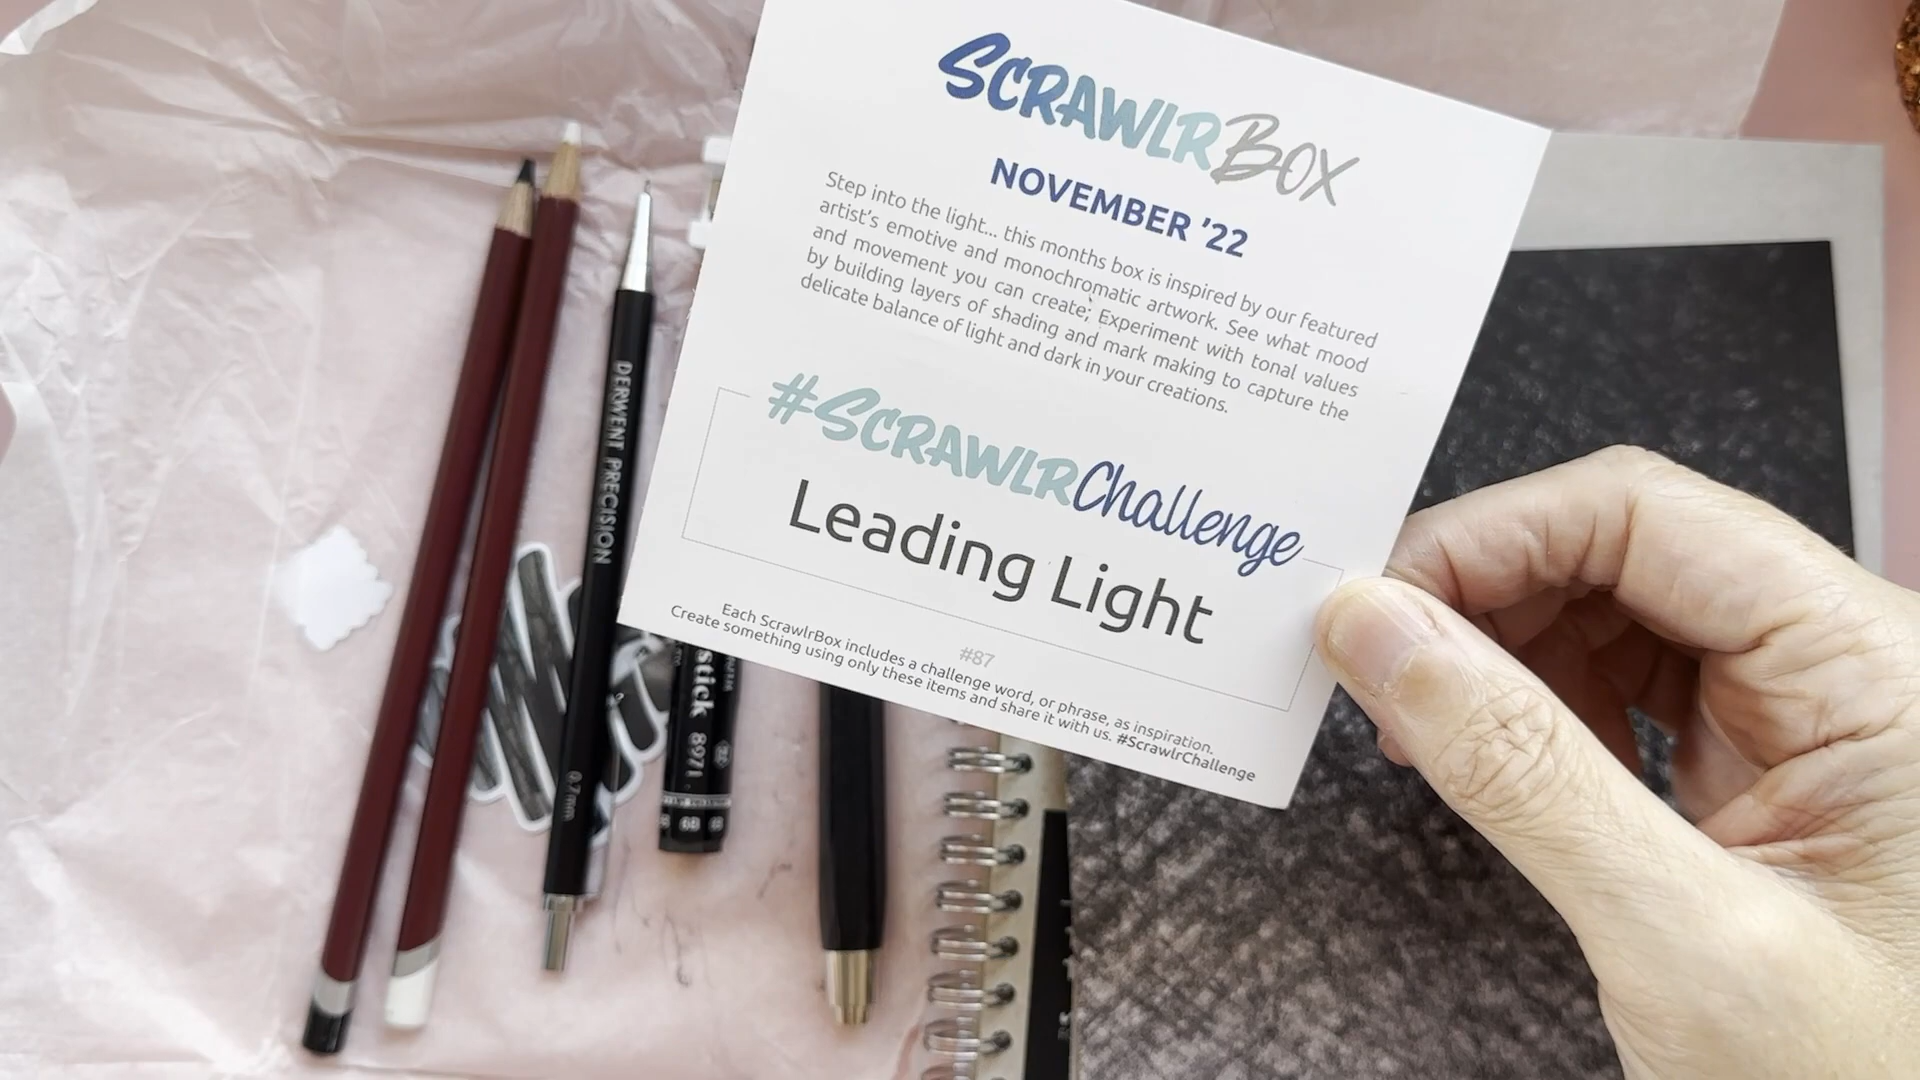 SCRAWLRBOX
NOVEMBER '22
Step into the light... this months box is inspired by our featured
artist's emotive and monochromatic artwork. See what mood
and movement you can create; Experiment with tonal values
by building layers of shading and mark making to capture the
delicate balance of light and dark in your creations.
#SCRAWLRChallenge
Leading Light
#87
Each ScrawlrBox includes a challenge word, or phrase, as inspiration.
Create something using only these items and share it with us. #ScrawlrChallenge
DERWENT PRECISION
0.7mm
stick 8971
6B